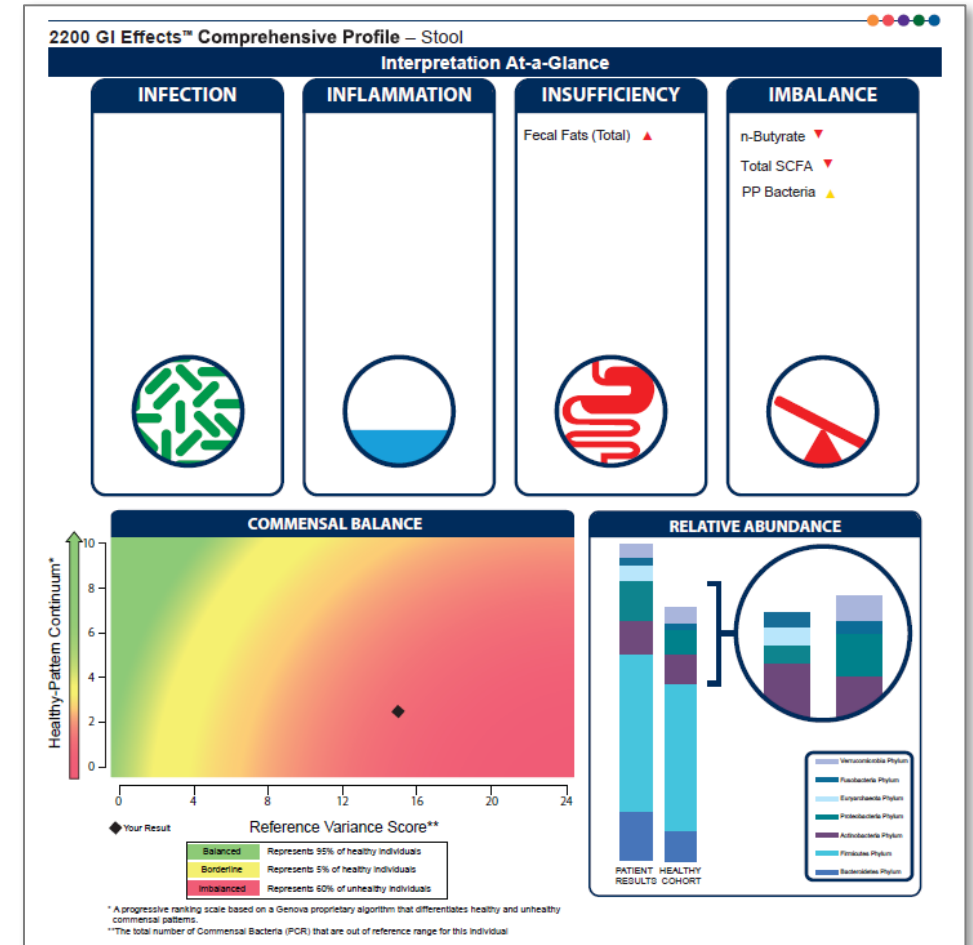 2200 GI Effects™ Comprehensive Profile – Stool
Interpretation At-a-Glance
INFECTION
INFLAMMATION
INSUFFICIENCY
IMBALANCE
Fecal Fats (Total) ▲
n-Butyrate ▼
Total SCFA ▼
PP Bacteria ▲
COMMENSAL BALANCE
Healthy-Pattern Continuum*
10
8
6
4
2
0
0 4 8 12 16 20 24
Your Result
Reference Variance Score**
Balanced Represents 95% of healthy individuals
Borderline Represents 5% of healthy individuals
Imbalanced Represents 60% of unhealthy individuals
* A progressive ranking scale based on a Genova proprietary algorithm that differentiates healthy and unhealthy
commensal patterns.
**The total number of Commensal Bacteria (PCR) that are out of reference range for this individual
RELATIVE ABUNDANCE
PATIENT RESULTS
HEALTHY COHORT
Verrucomicrobia Phylum
Fusobacteria Phylum
Euryarchaeota Phylum
Proteobacteria Phylum
Actinobacteria Phylum
Firmicutes Phylum
Bacteroidetes Phylum